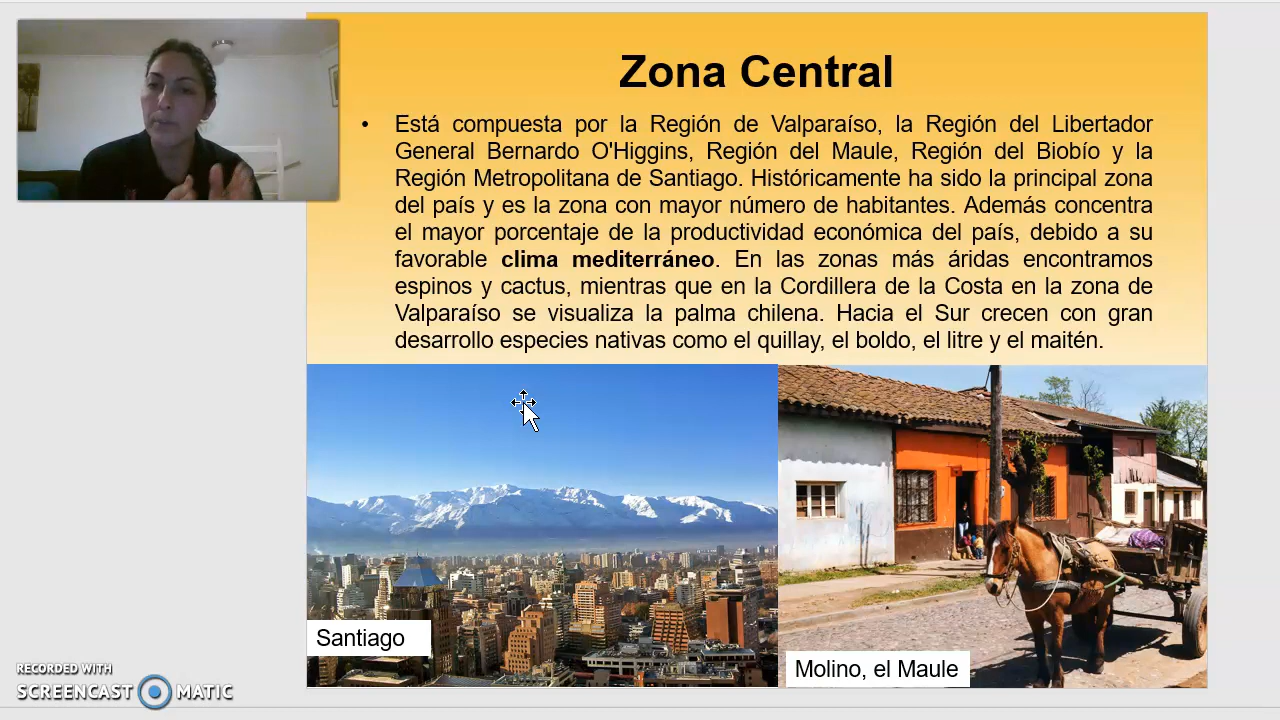 Zona Central
• Está compuesta por la Región de Valparaíso, la Región del Libertador
General Bernardo O'Higgins, Región del Maule, Región del Biobío y la
Región Metropolitana de Santiago. Históricamente ha sido la principal zona
del país y es la zona con mayor número de habitantes. Además concentra
el mayor porcentaje de la productividad económica del país, debido a su
favorable clima mediterráneo. En las zonas más áridas encontramos
espinos y cactus, mientras que en la Cordillera de la Costa en la zona de
Valparaíso se visualiza la palma chilena. Hacia el Sur crecen con gran
desarrollo especies nativas como el quillay, el boldo, el litre y el maitén.
Santiago
Molino, el Maule
RECORDED WITH
SCREENCAST MATIC